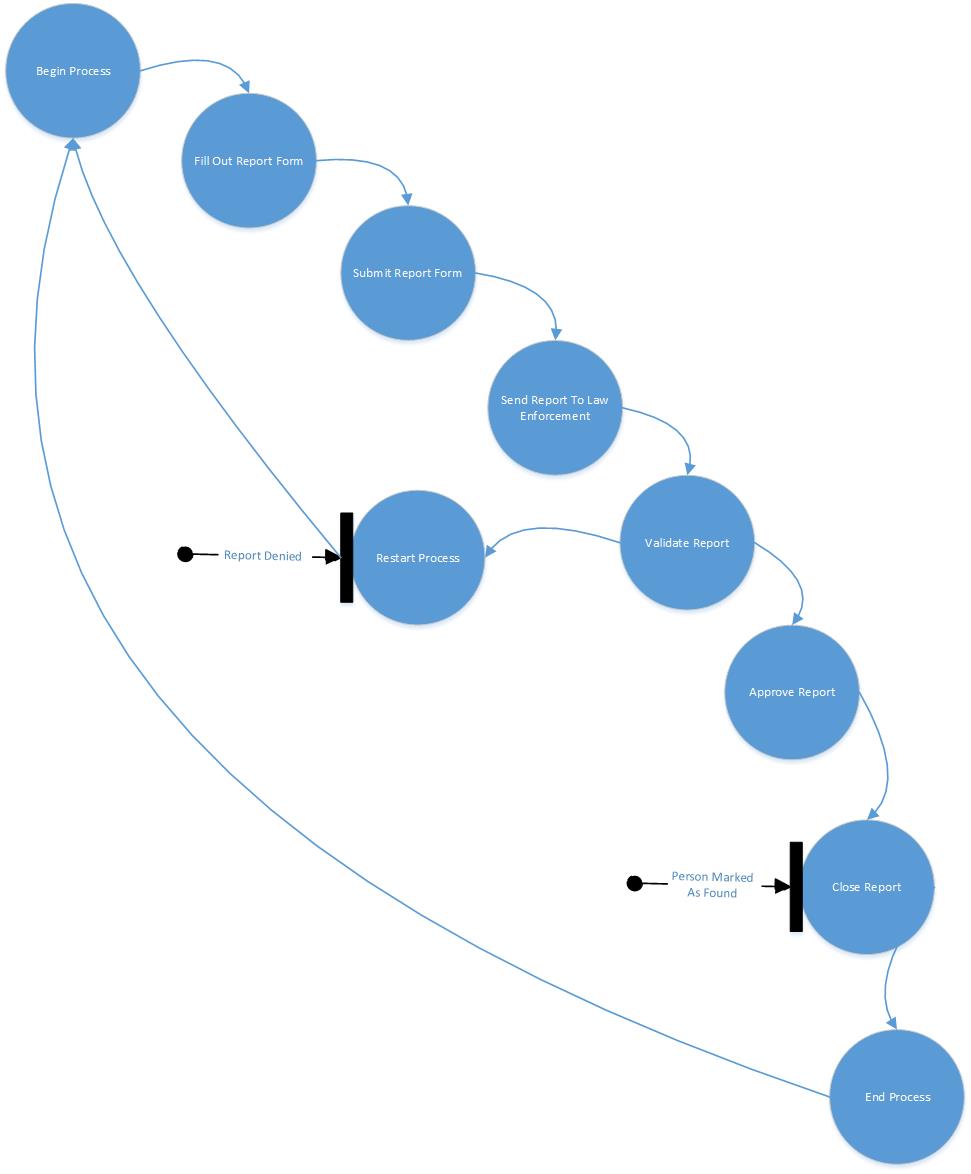 Begin Process
Fill Out Report Form
Submit Report Form
Send Report To Law
Enforcement
Validate Report
Report Denied
Restart Process
Approve Report
Person Marked
As Found
Close Report
End Process